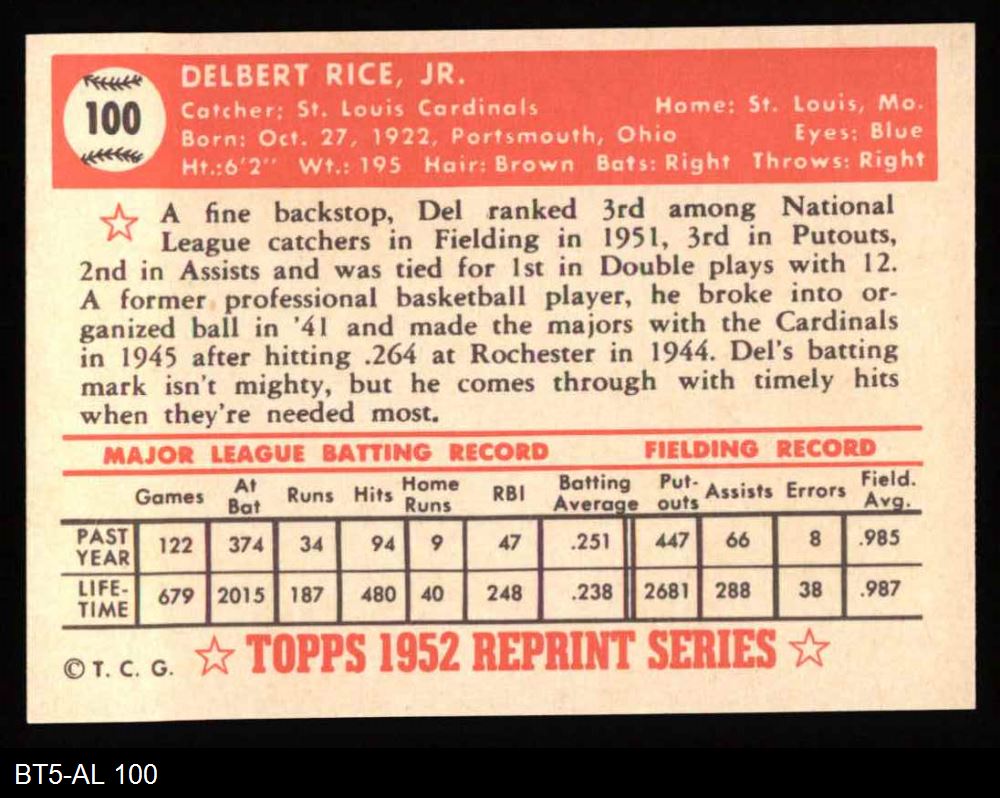 100
DELBERT RICE, JR.
Catcher: St. Louis Cardinals Home: St. Louis, Mo.
Born: Oct. 27, 1922, Portsmouth, Ohio Eyes: Blue
Ht.:6'2" Wt.: 195 Hair: Brown Bats: Right Throws: Right
A fine backstop, Del ranked 3rd among National
League catchers in Fielding in 1951, 3rd in Putouts,
2nd in Assists and was tied for 1st in Double plays with 12.
A former professional basketball player, he broke into or-
ganized ball in '41 and made the majors with the Cardinals
in 1945 after hitting .264 at Rochester in 1944. Del's batting
mark isn't mighty, but he comes through with timely hits
when they're needed most.
MAJOR LEAGUE BATTING RECORD FIELDING RECORD
Games At Bat Runs Hits Home Runs RBI Batting Average Put-outs Assists Errors Field. Avg.
PAST YEAR 122 374 34 94 9 47 .251 447 66 8 .985
LIFE-TIME 679 2015 187 480 40 248 .238 2681 288 38 .987
© T. C. G. TOPPS 1952 REPRINT SERIES
BT5-AL 100